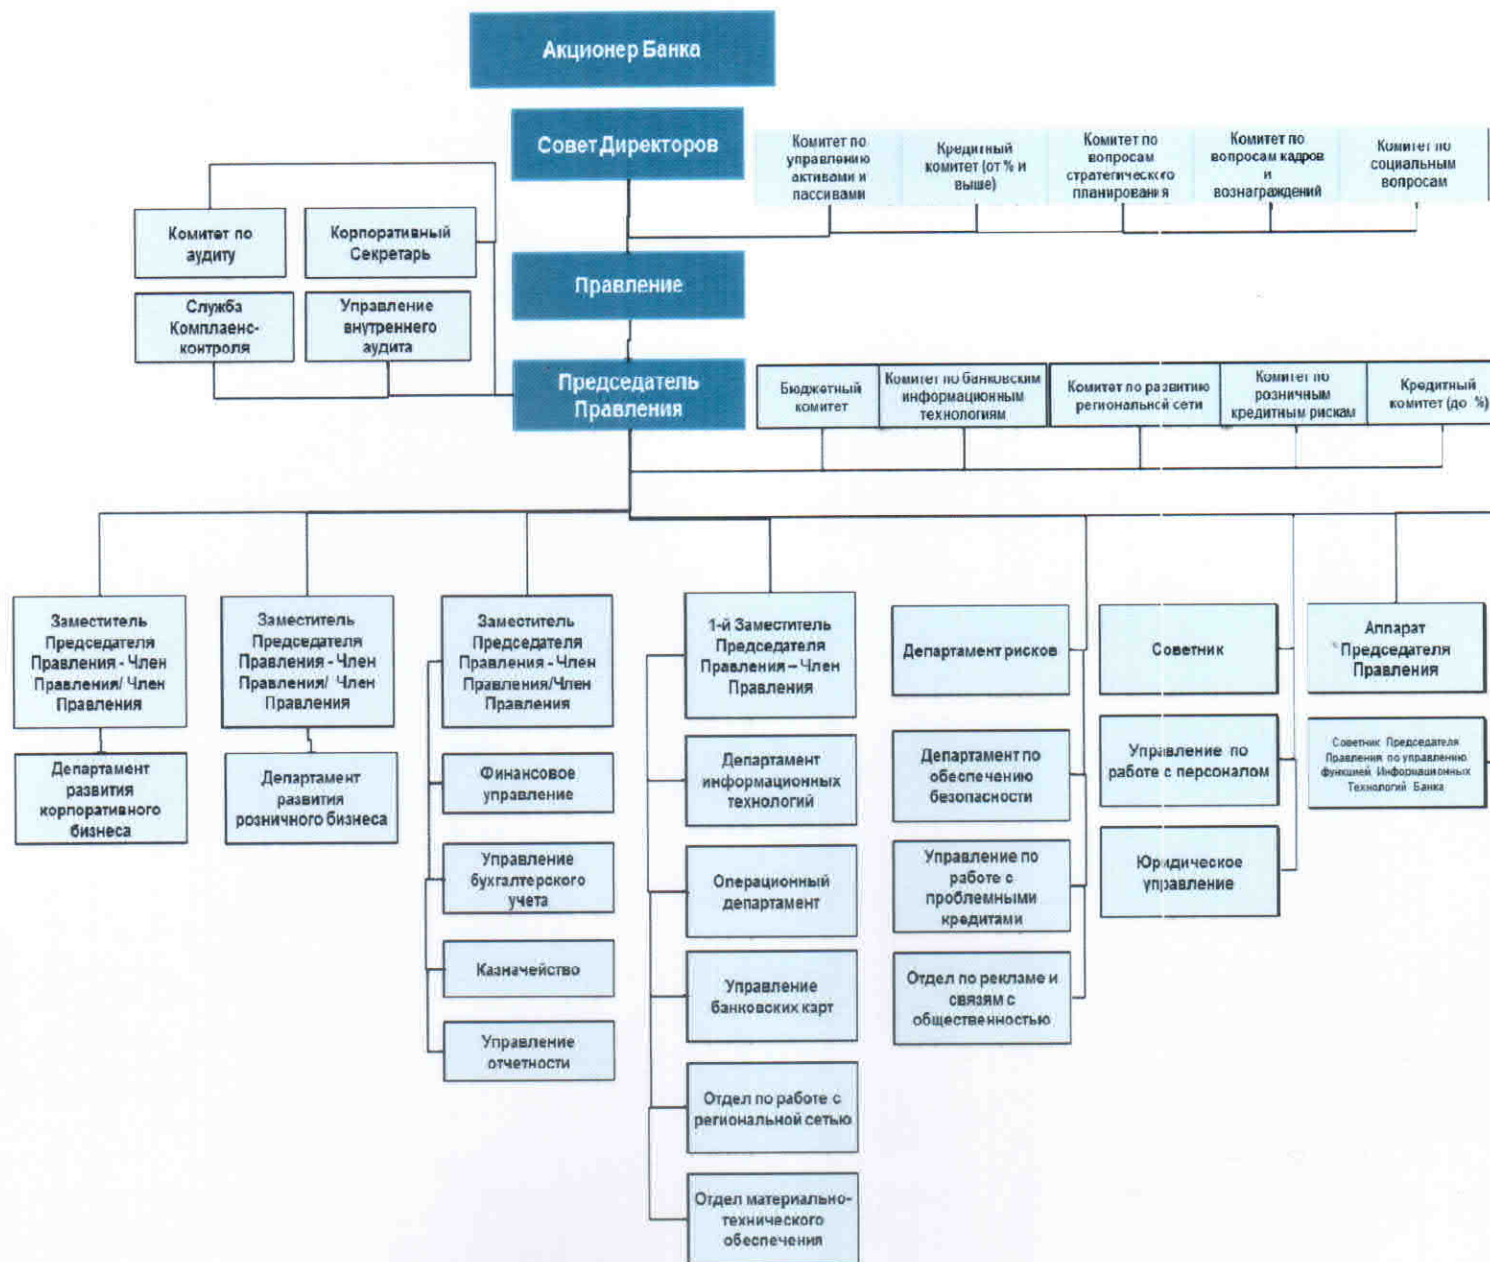 Акционер Банка
Совет Директоров
Комитет по
управлению
активами и
пассивами
Кредитный
комитет (от % и
выше)
Комитет по
вопросам
стратегического
планирования
Комитет по
вопросам кадров
и
вознаграждений
Комитет по
социальным
вопросам
Комитет по
аудиту
Корпоративный
Секретарь
Правление
Служба
Комплаенс-
контроля
Управление
внутреннего
аудита
Председатель
Правления
Бюджетный
комитет
Комитет по банковским
информационным
технологиям
Комитет по развитию
региональной сети
Комитет по
розничным
кредитным рискам
Кредитный
комитет (до %)
Заместитель
Председателя
Правления - Член
Правления/ Член
Правления
Заместитель
Председателя
Правления - Член
Правления/ Член
Правления
Заместитель
Председателя
Правления - Член
Правления/Член
Правления
1-й Заместитель
Председателя
Правления – Член
Правления
Департамент рисков
Советник
Аппарат
Председателя
Правления
Департамент
развития
корпоративного
бизнеса
Департамент
развития
розничного бизнеса
Финансовое
управление
Департамент
информационных
технологий
Департамент по
обеспечению
безопасности
Управление по
работе с персоналом
Советник Председателя
Правления по управлению
функцией Информационных
Технологий Банка
Управление
бухгалтерского
учета
Операционный
департамент
Управление по
работе с
проблемными
кредитами
Юридическое
управление
Казначейство
Управление
банковских карт
Отдел по рекламе и
связям с
общественностью
Управление
отчетности
Отдел по работе с
региональной сетью
Отдел материально-
технического
обеспечения